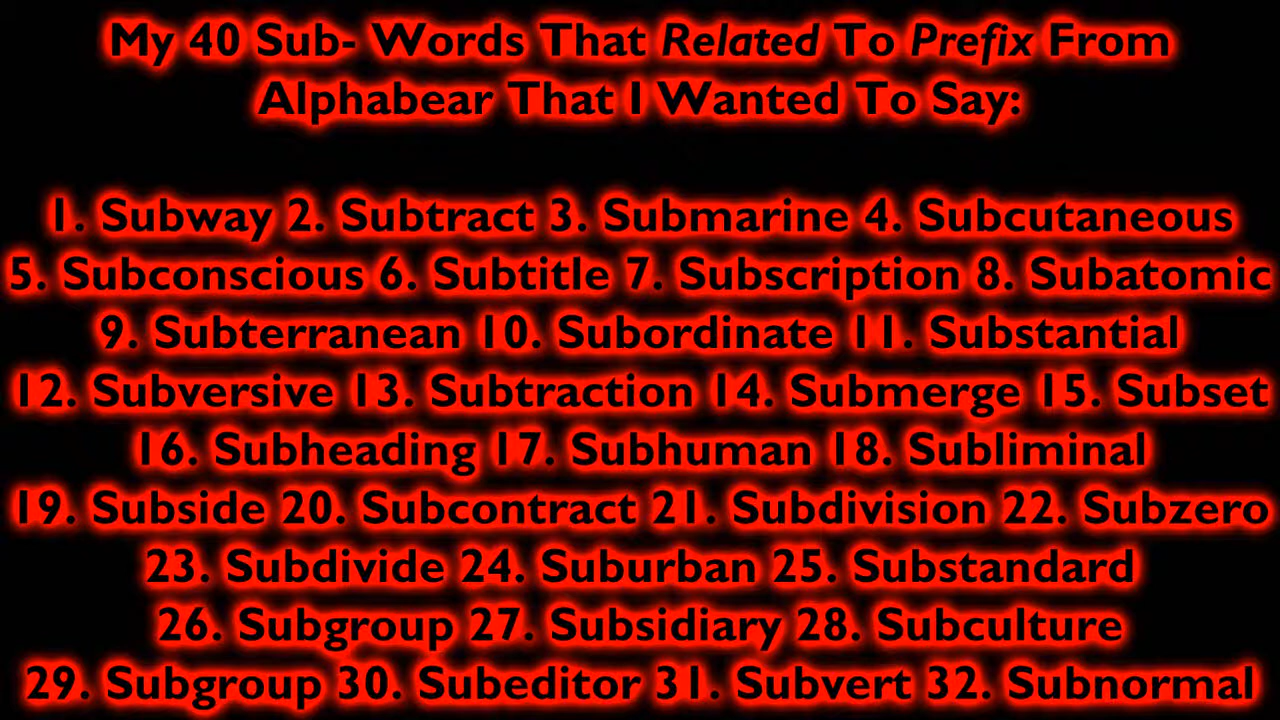 My 40 Sub- Words That Related To Prefix From
Alphabear That I Wanted To Say:
1. Subway 2. Subtract 3. Submarine 4. Subcutaneous
5. Subconscious 6. Subtitle 7. Subscription 8. Subatomic
9. Subterranean 10. Subordinate 11. Substantial
12. Subversive 13. Subtraction 14. Submerge 15. Subset
16. Subheading 17. Subhuman 18. Subliminal
19. Subside 20. Subcontract 21. Subdivision 22. Subzero
23. Subdivide 24. Suburban 25. Substandard
26. Subgroup 27. Subsidiary 28. Subculture
29. Subgroup 30. Subeditor 31. Subvert 32. Subnormal